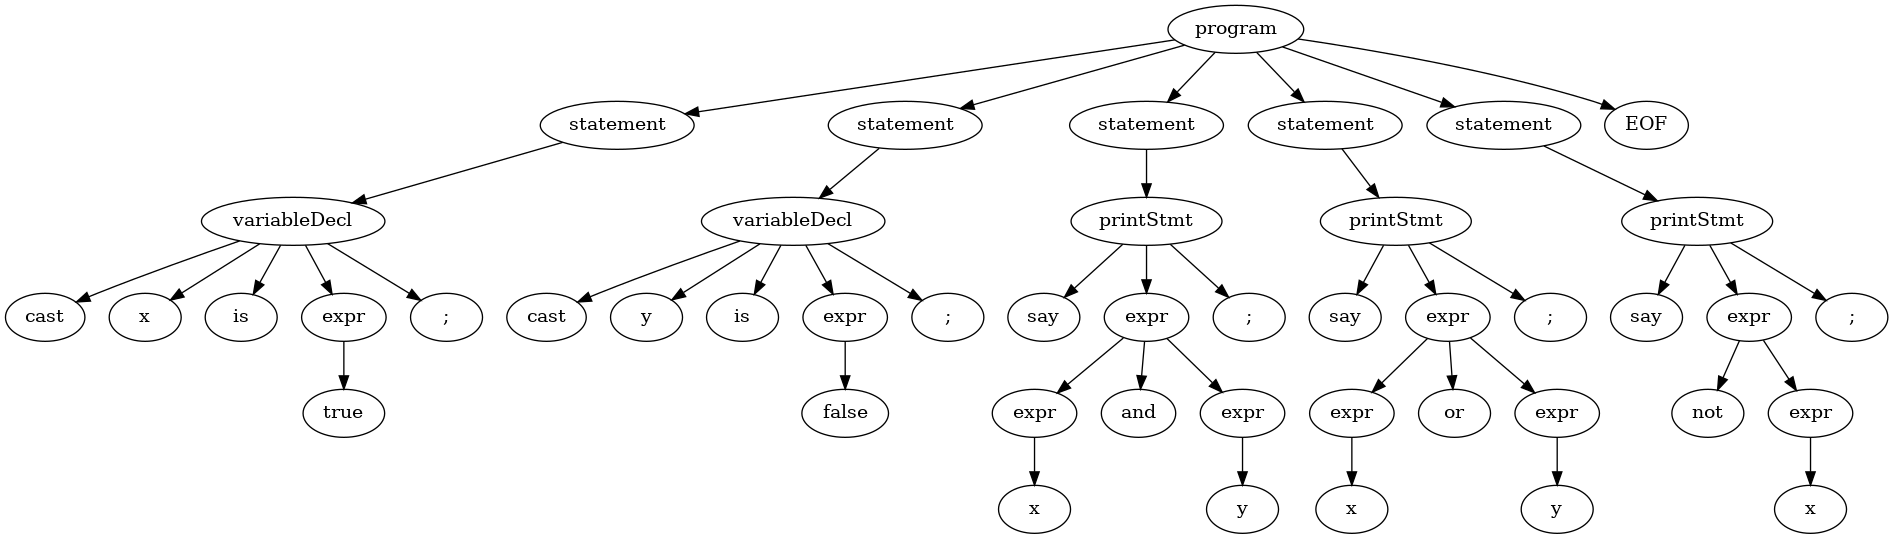 program
statement statement statement statement statement EOF
variableDecl variableDecl printStmt printStmt printStmt
cast x is expr ; cast y is expr ; say expr ; say expr ; say expr ;
true false expr and expr expr or expr not expr
x y x y x